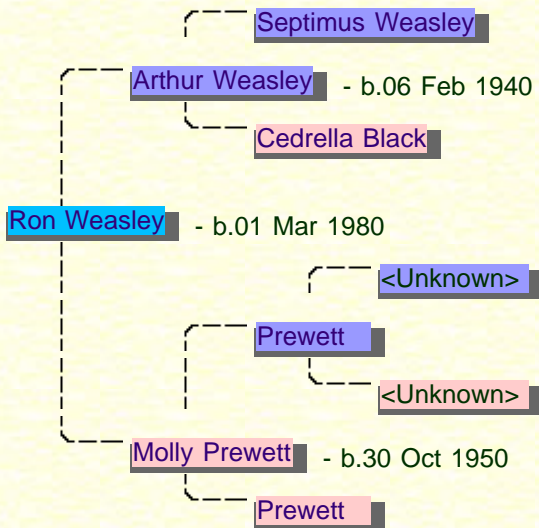 Septimus Weasley
Arthur Weasley - b.06 Feb 1940
Cedrella Black
Ron Weasley - b.01 Mar 1980
<Unknown>
Prewett
<Unknown>
Molly Prewett - b.30 Oct 1950
Prewett